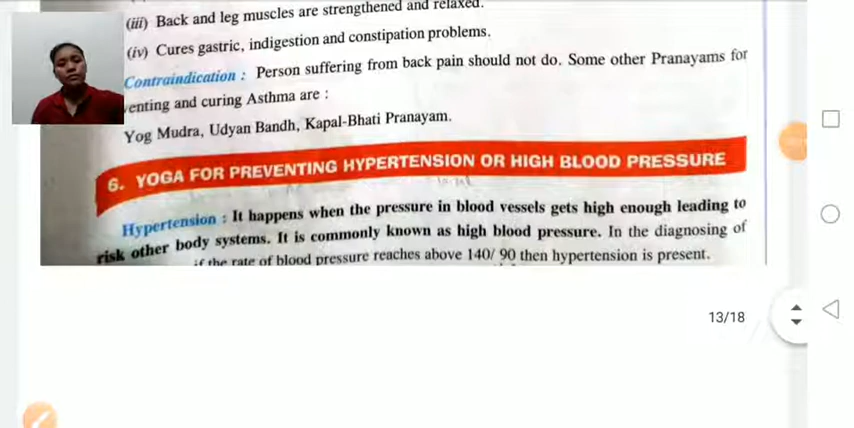 (iii) Back and leg muscles are strengthened and relaxed.
(iv) Cures gastric, indigestion and constipation problems.
Contraindication : Person suffering from back pain should not do. Some other Pranayams for
venting and curing Asthma are :
Yog Mudra, Udyan Bandh, Kapal-Bhati Pranayam.
6. YOGA FOR PREVENTING HYPERTENSION OR HIGH BLOOD PRESSURE
Hypertension : It happens when the pressure in blood vessels gets high enough leading to
risk other body systems. It is commonly known as high blood pressure. In the diagnosing of
if the rate of blood pressure reaches above 140/ 90 then hypertension is present.
13/18